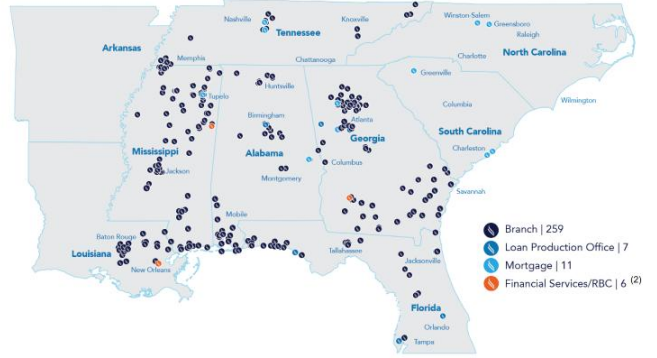 Nashville
Tennessee
Knoxville
Winston-Salem
Greensboro
Raleigh
Arkansas
Memphis
Chattanooga
Charlotte
North Carolina
Huntsville
Greenville
Tupelo
Columbia
Wilmington
Birmingham
Atlanta
Georgia
South Carolina
Mississippi
Alabama
Charleston
Jackson
Columbus
Montgomery
Savannah
Mobile
Baton Rouge
Louisiana
New Orleans
Tallahassee
Jacksonville
Florida
Orlando
Tampa
Branch | 259
Loan Production Office | 7
Mortgage | 11
Financial Services/RBC | 6 (2)